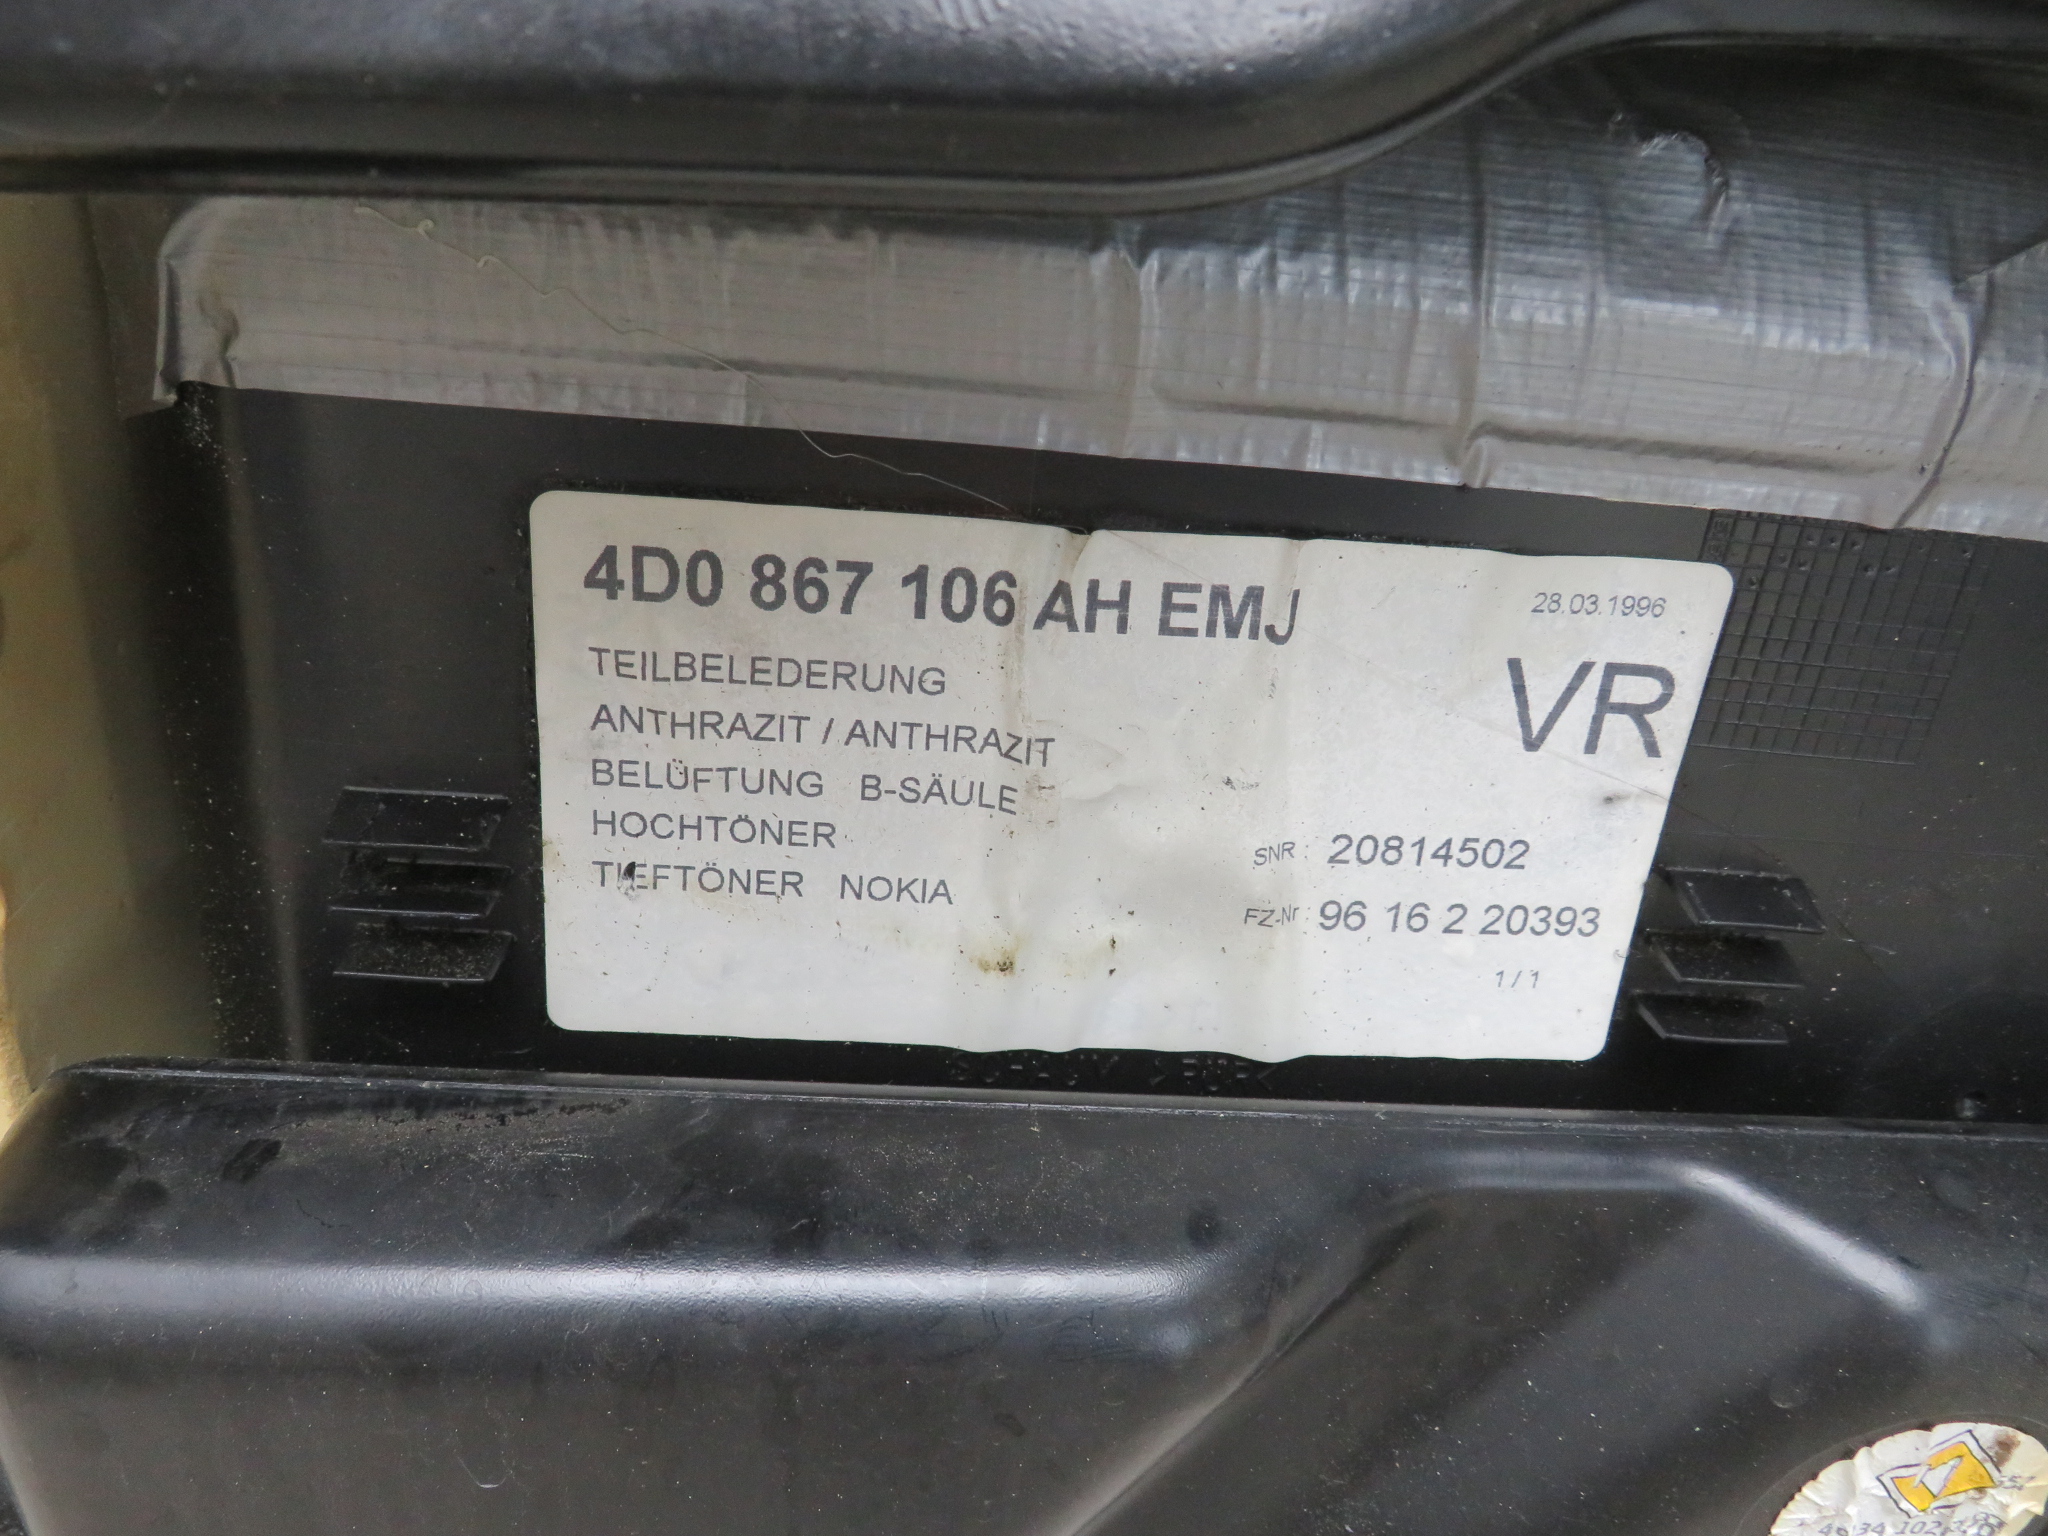 4D0 867 106 AH EMJ
28.03.1996
TEILBELEDERUNG
VR
ANTHRAZIT / ANTHRAZIT
BELÜFTUNG B-SÄULE
HOCHTÖNER
TIEFTÖNER NOKIA
SNR : 20814502
FZ-Nr : 96 16 2 20393
1 / 1
>PUR<